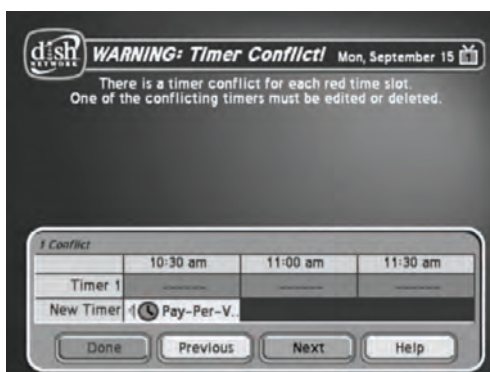 dish
NETWORK
WARNING: Timer Conflict! Mon, September 15
There is a timer conflict for each red time slot.
One of the conflicting timers must be edited or deleted.
1 Conflict
10:30 am 11:00 am 11:30 am
Timer 1
New Timer Pay-Per-V..
Done Previous Next Help